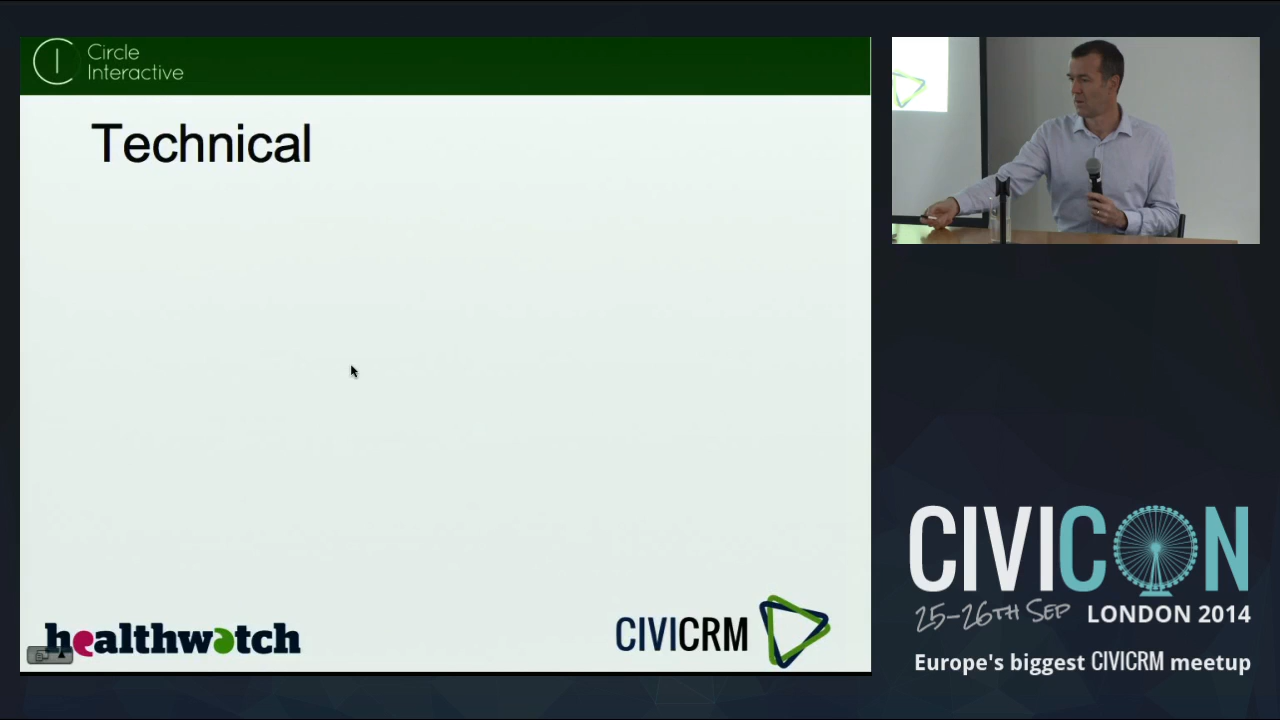 Circle
Interactive
Technical
healthwatch
CIVICRM
CIVICON
25-26TH SEP LONDON 2014
Europe's biggest CIVICRM meetup